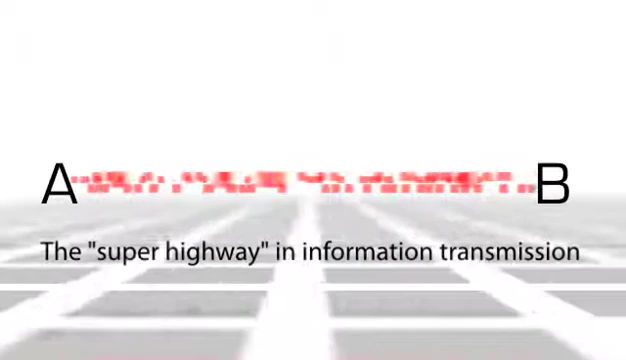 A B
The "super highway" in information transmission